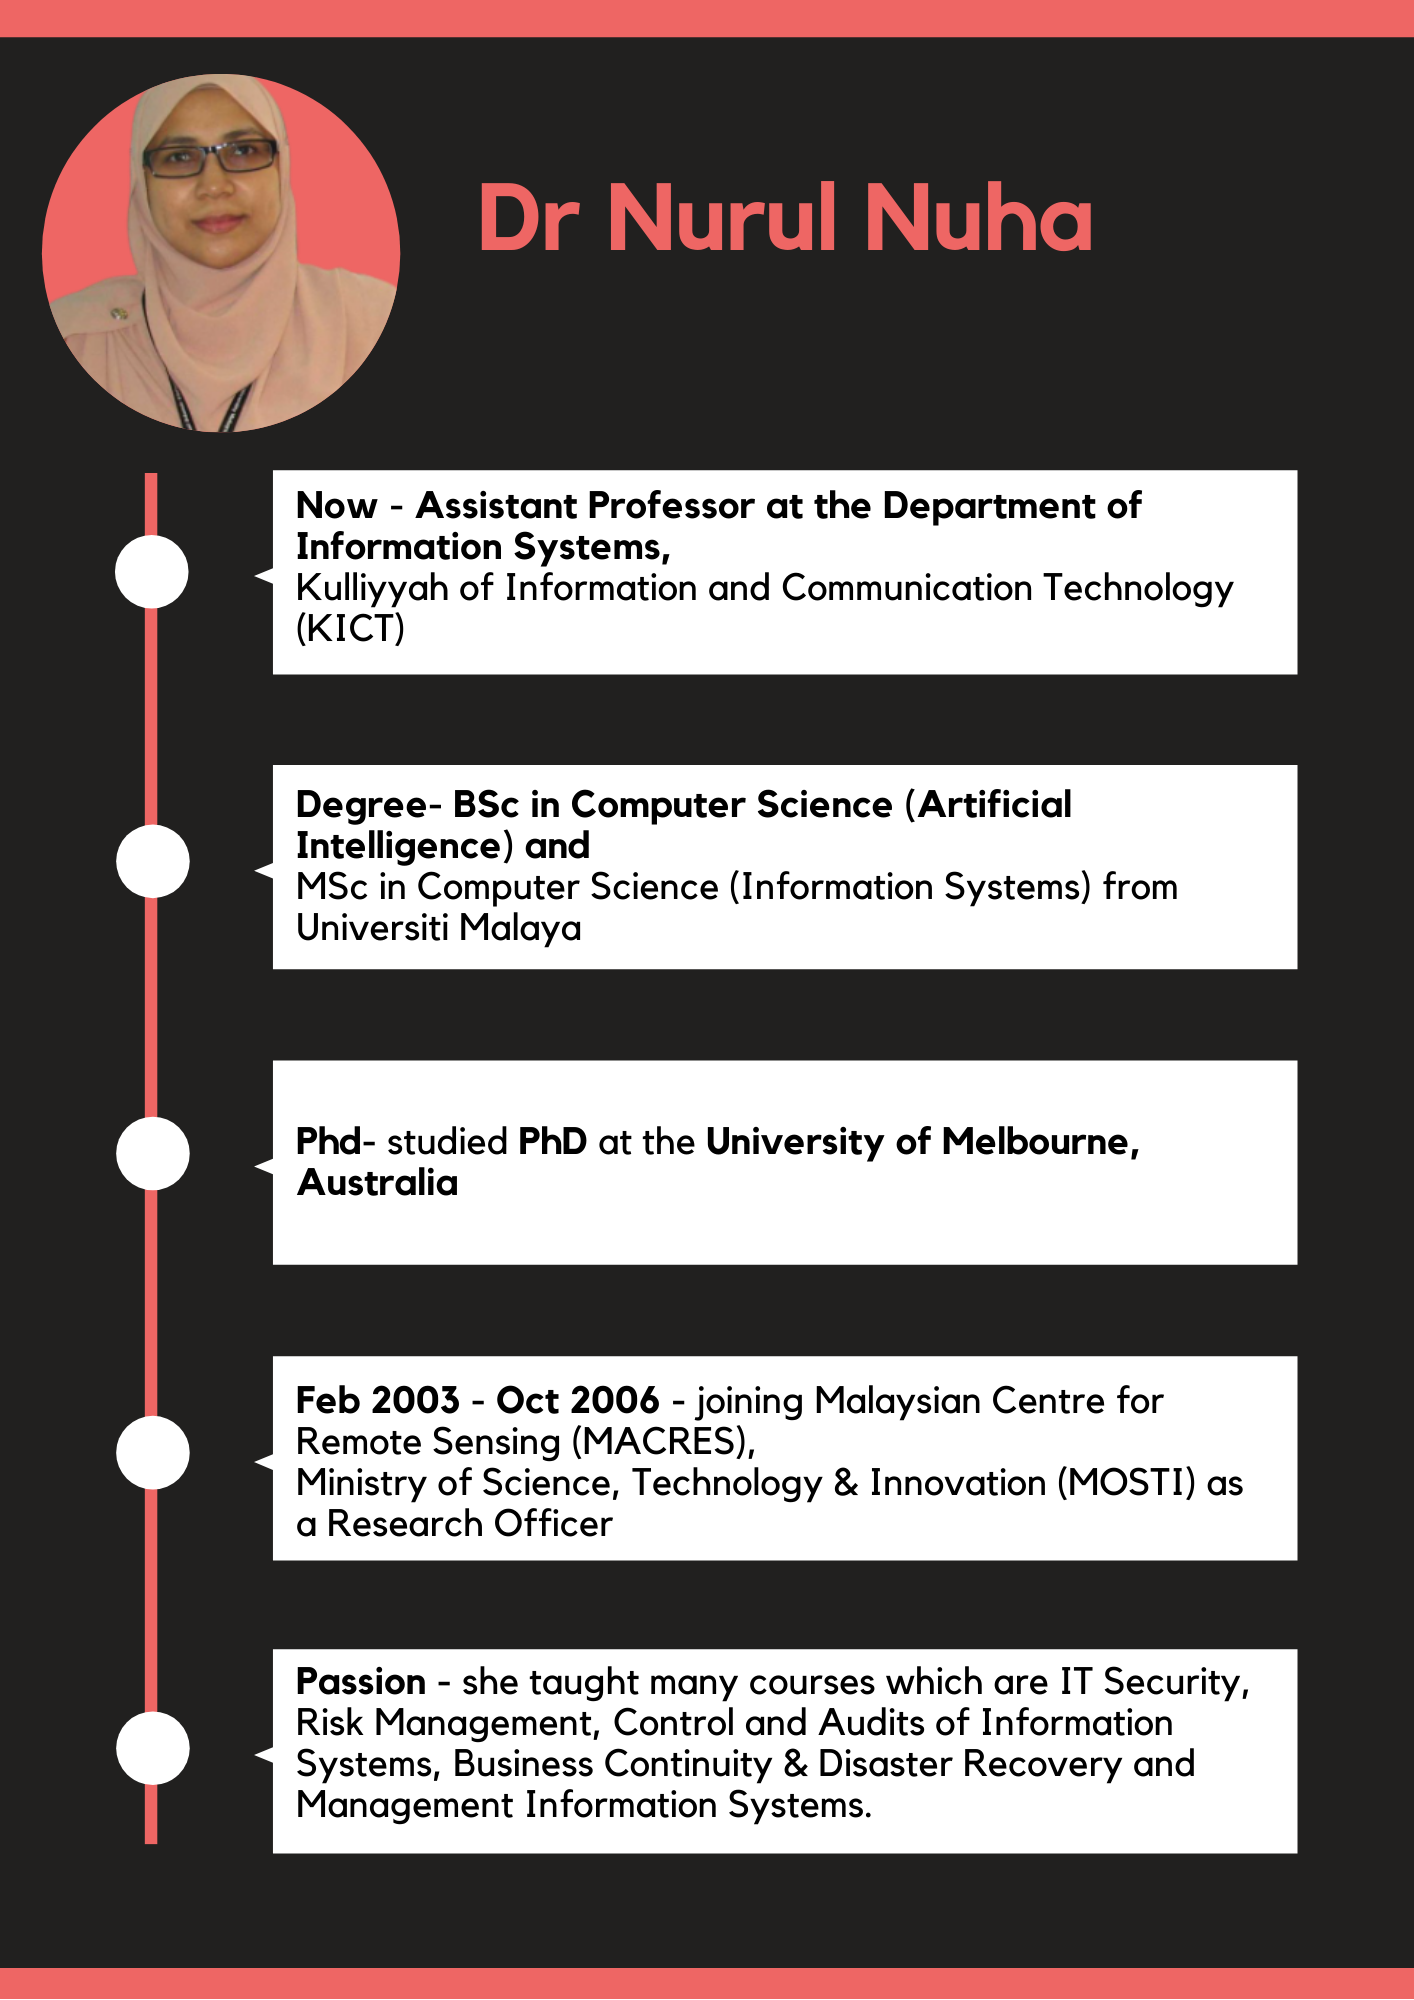 Dr Nurul Nuha
Now - Assistant Professor at the Department of
Information Systems,
Kulliyyah of Information and Communication Technology
(KICT)
Degree- BSc in Computer Science (Artificial
Intelligence) and
MSc in Computer Science (Information Systems) from
Universiti Malaya
Phd- studied PhD at the University of Melbourne,
Australia
Feb 2003 - Oct 2006 - joining Malaysian Centre for
Remote Sensing (MACRES),
Ministry of Science, Technology & Innovation (MOSTI) as
a Research Officer
Passion - she taught many courses which are IT Security,
Risk Management, Control and Audits of Information
Systems, Business Continuity & Disaster Recovery and
Management Information Systems.